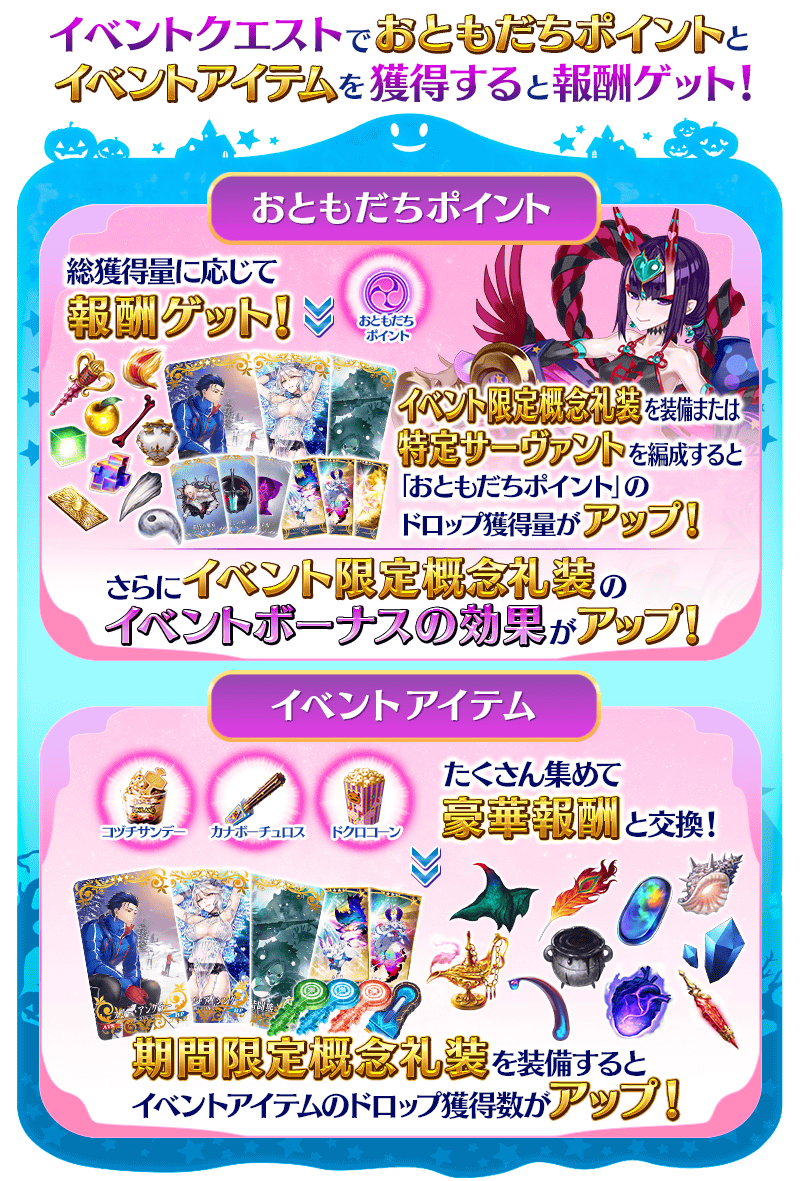 イベントクエストでおともだちポイントと
イベントアイテムを獲得すると報酬ゲット！
おともだちポイント
総獲得量に応じて
報酬ゲット！
おともだち
ポイント
イベント限定概念礼装を装備または
特定サーヴァントを編成すると
「おともだちポイント」の
ドロップ獲得量がアップ！
さらにイベント限定概念礼装の
イベントボーナスの効果がアップ！
イベントアイテム
コヅチサンデー
カナボーチュロス
ドクロコーン
たくさん集めて
豪華報酬と交換！
期間限定概念礼装を装備すると
イベントアイテムのドロップ獲得数がアップ！